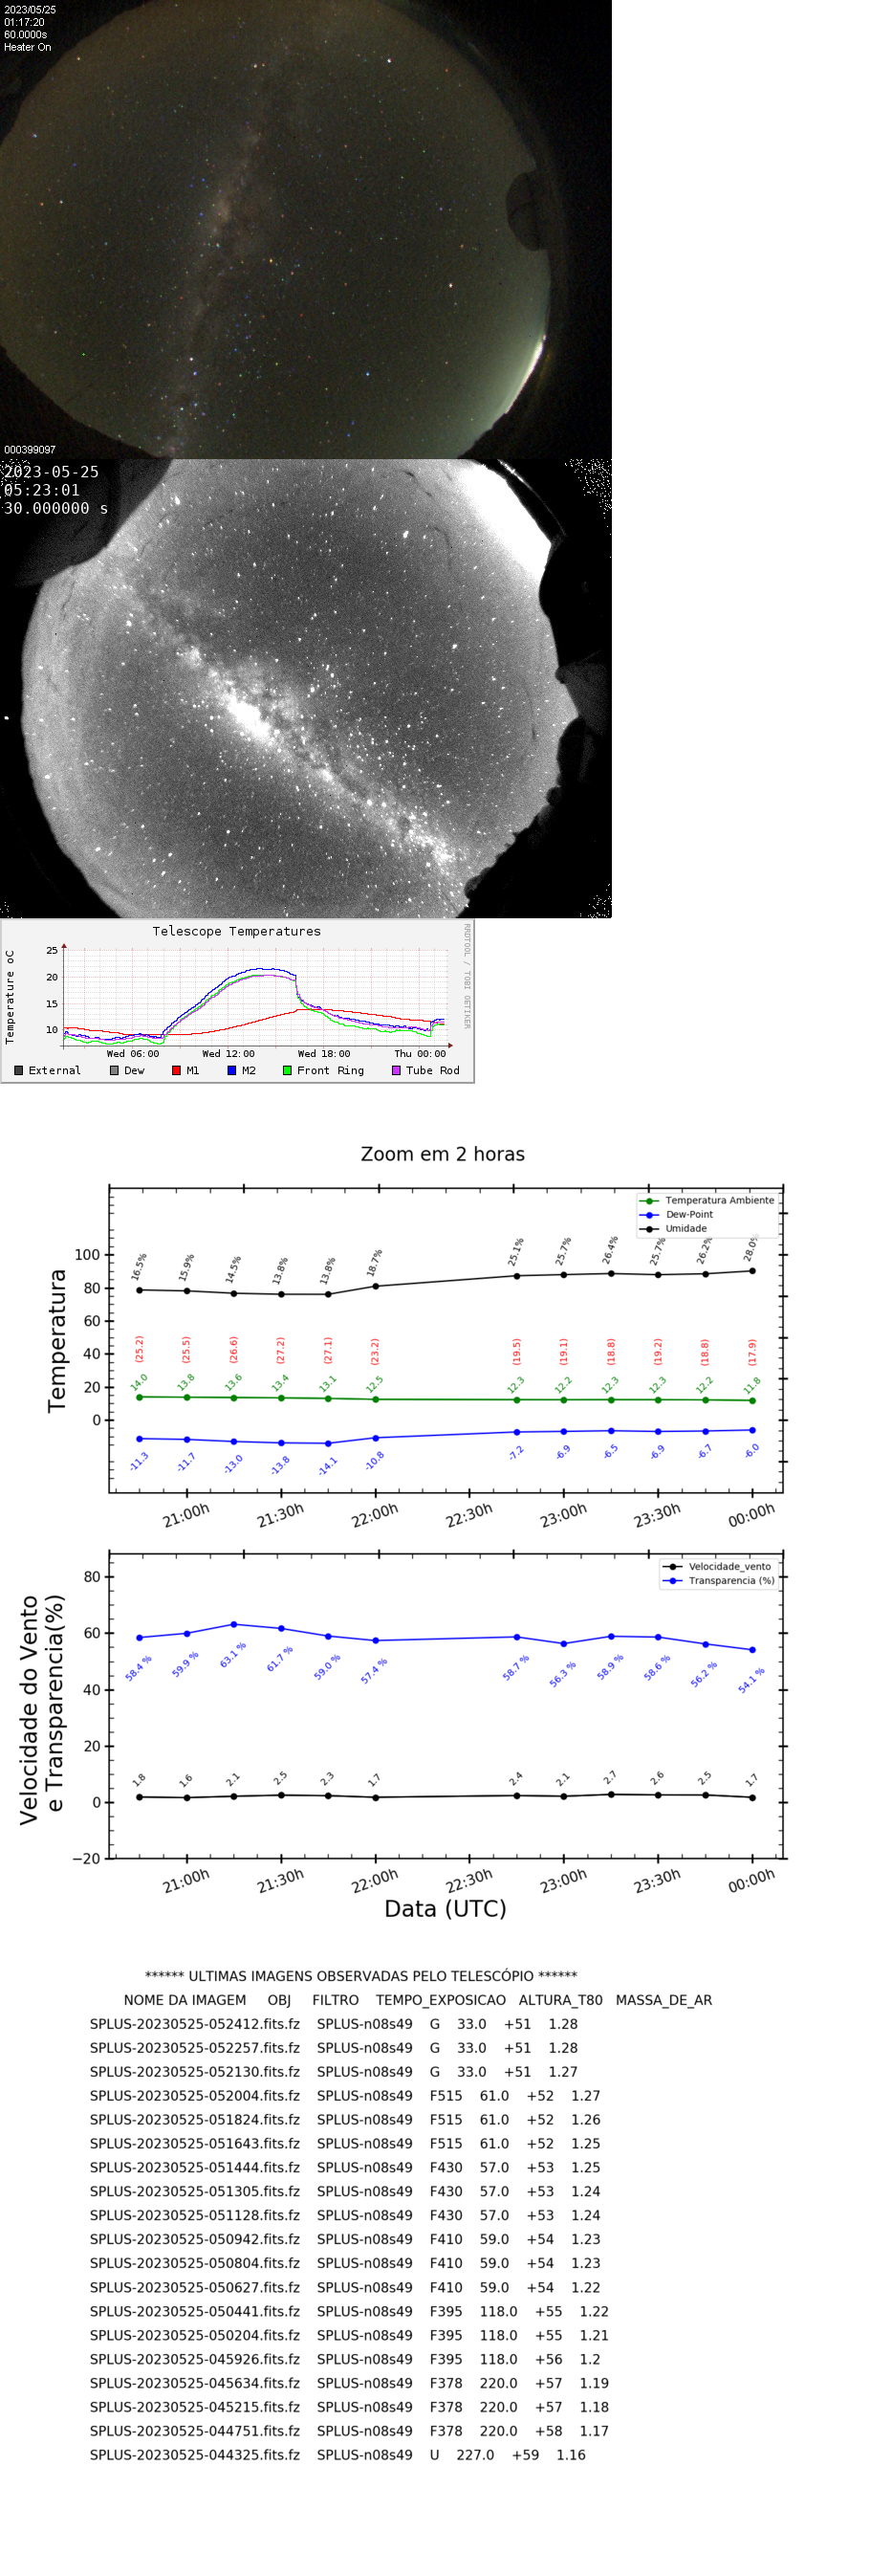 2023/05/25
01:17:20
60.0000s
Heater On
000399097
2023-05-25
05:23:01
30.000000 s
Telescope Temperatures
RRDTOOL / TOBI OETIKER
Temperature oC
25
20
15
10
Wed 06:00 Wed 12:00 Wed 18:00 Thu 00:00
External Dew M1 M2 Front Ring Tube Rod
Zoom em 2 horas
Temperatura Ambiente
Dew-Point
Umidade
Temperatura
100
80
60
40
20
0
16.5% 15.9% 14.5% 13.8% 13.8% 18.7% 25.1% 25.7% 26.4% 25.7% 26.2% 28.0%
(25.2) (25.5) (26.6) (27.2) (27.1) (23.2) (19.5) (19.1) (18.8) (19.2) (18.8) (17.9)
14.0 13.8 13.6 13.4 13.1 12.5 12.3 12.2 12.3 12.3 12.2 11.8
-11.3 -11.7 -13.0 -13.8 -14.1 -10.8 -7.2 -6.9 -6.5 -6.9 -6.7 -6.0
21:00h 21:30h 22:00h 22:30h 23:00h 23:30h 00:00h
Velocidade_vento
Transparencia (%)
Velocidade do Vento
e Transparencia(%)
80
60
40
20
0
−20
58.4 % 59.9 % 63.1 % 61.7 % 59.0 % 57.4 % 58.7 % 56.3 % 58.9 % 58.6 % 56.2 % 54.1 %
1.8 1.6 2.1 2.5 2.3 1.7 2.4 2.1 2.7 2.6 2.5 1.7
21:00h 21:30h 22:00h 22:30h 23:00h 23:30h 00:00h
Data (UTC)
****** ULTIMAS IMAGENS OBSERVADAS PELO TELESCÓPIO ******
NOME DA IMAGEM OBJ FILTRO TEMPO_EXPOSICAO ALTURA_T80 MASSA_DE_AR
SPLUS-20230525-052412.fits.fz SPLUS-n08s49 G 33.0 +51 1.28
SPLUS-20230525-052257.fits.fz SPLUS-n08s49 G 33.0 +51 1.28
SPLUS-20230525-052130.fits.fz SPLUS-n08s49 G 33.0 +51 1.27
SPLUS-20230525-052004.fits.fz SPLUS-n08s49 F515 61.0 +52 1.27
SPLUS-20230525-051824.fits.fz SPLUS-n08s49 F515 61.0 +52 1.26
SPLUS-20230525-051643.fits.fz SPLUS-n08s49 F515 61.0 +52 1.25
SPLUS-20230525-051444.fits.fz SPLUS-n08s49 F430 57.0 +53 1.25
SPLUS-20230525-051305.fits.fz SPLUS-n08s49 F430 57.0 +53 1.24
SPLUS-20230525-051128.fits.fz SPLUS-n08s49 F430 57.0 +53 1.24
SPLUS-20230525-050942.fits.fz SPLUS-n08s49 F410 59.0 +54 1.23
SPLUS-20230525-050804.fits.fz SPLUS-n08s49 F410 59.0 +54 1.23
SPLUS-20230525-050627.fits.fz SPLUS-n08s49 F410 59.0 +54 1.22
SPLUS-20230525-050441.fits.fz SPLUS-n08s49 F395 118.0 +55 1.22
SPLUS-20230525-050204.fits.fz SPLUS-n08s49 F395 118.0 +55 1.21
SPLUS-20230525-045926.fits.fz SPLUS-n08s49 F395 118.0 +56 1.2
SPLUS-20230525-045634.fits.fz SPLUS-n08s49 F378 220.0 +57 1.19
SPLUS-20230525-045215.fits.fz SPLUS-n08s49 F378 220.0 +57 1.18
SPLUS-20230525-044751.fits.fz SPLUS-n08s49 F378 220.0 +58 1.17
SPLUS-20230525-044325.fits.fz SPLUS-n08s49 U 227.0 +59 1.16